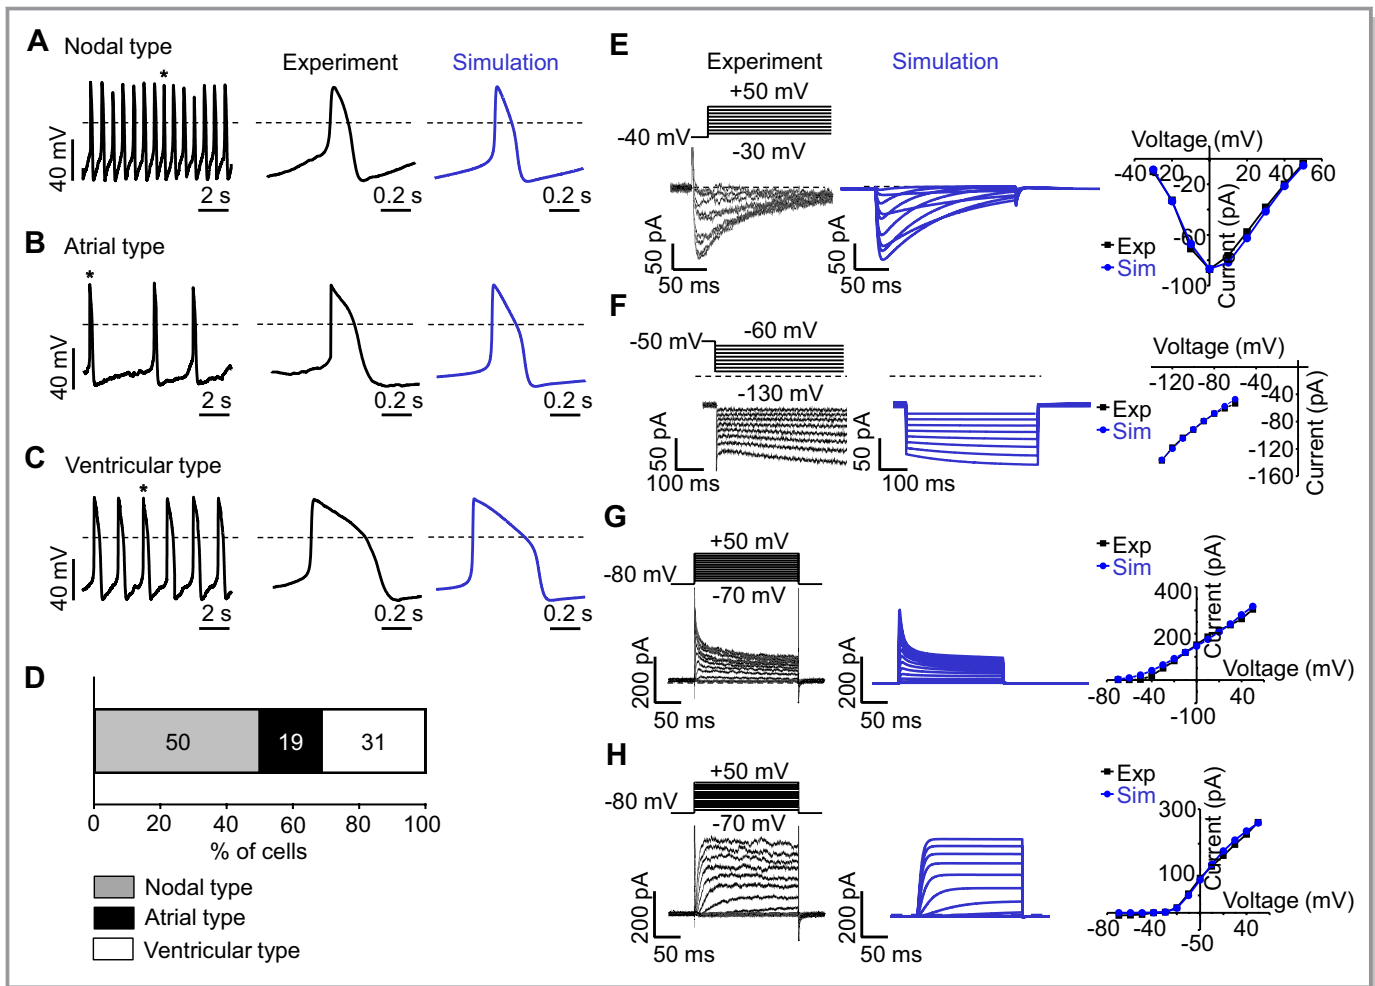 A Nodal type
*
Experiment Simulation
40 mV
2 s 0.2 s 0.2 s
B Atrial type
*
40 mV
2 s 0.2 s 0.2 s
C Ventricular type
*
40 mV
2 s 0.2 s 0.2 s
D
50 19 31
0 20 40 60 80 100
% of cells
Nodal type
Atrial type
Ventricular type
E
Experiment Simulation
+50 mV
-40 mV
-30 mV
50 pA
50 ms
50 pA
50 ms
Voltage (mV)
-40 -20 20 40 60
-20
-60
-100
Current (pA)
Exp
Sim
F
-60 mV
-50 mV
-130 mV
50 pA
100 ms
50 pA
100 ms
Voltage (mV)
-120 -80 -40
-40
-80
-120
-160
Current (pA)
Exp
Sim
G
+50 mV
-80 mV
-70 mV
200 pA
50 ms
200 pA
50 ms
Exp
Sim
Current (pA)
400
200
Voltage (mV)
-80 -40 40
-100
H
+50 mV
-80 mV
-70 mV
200 pA
50 ms
200 pA
50 ms
Exp
Sim
Current (pA)
300
100
Voltage (mV)
-80 -40 40
-50